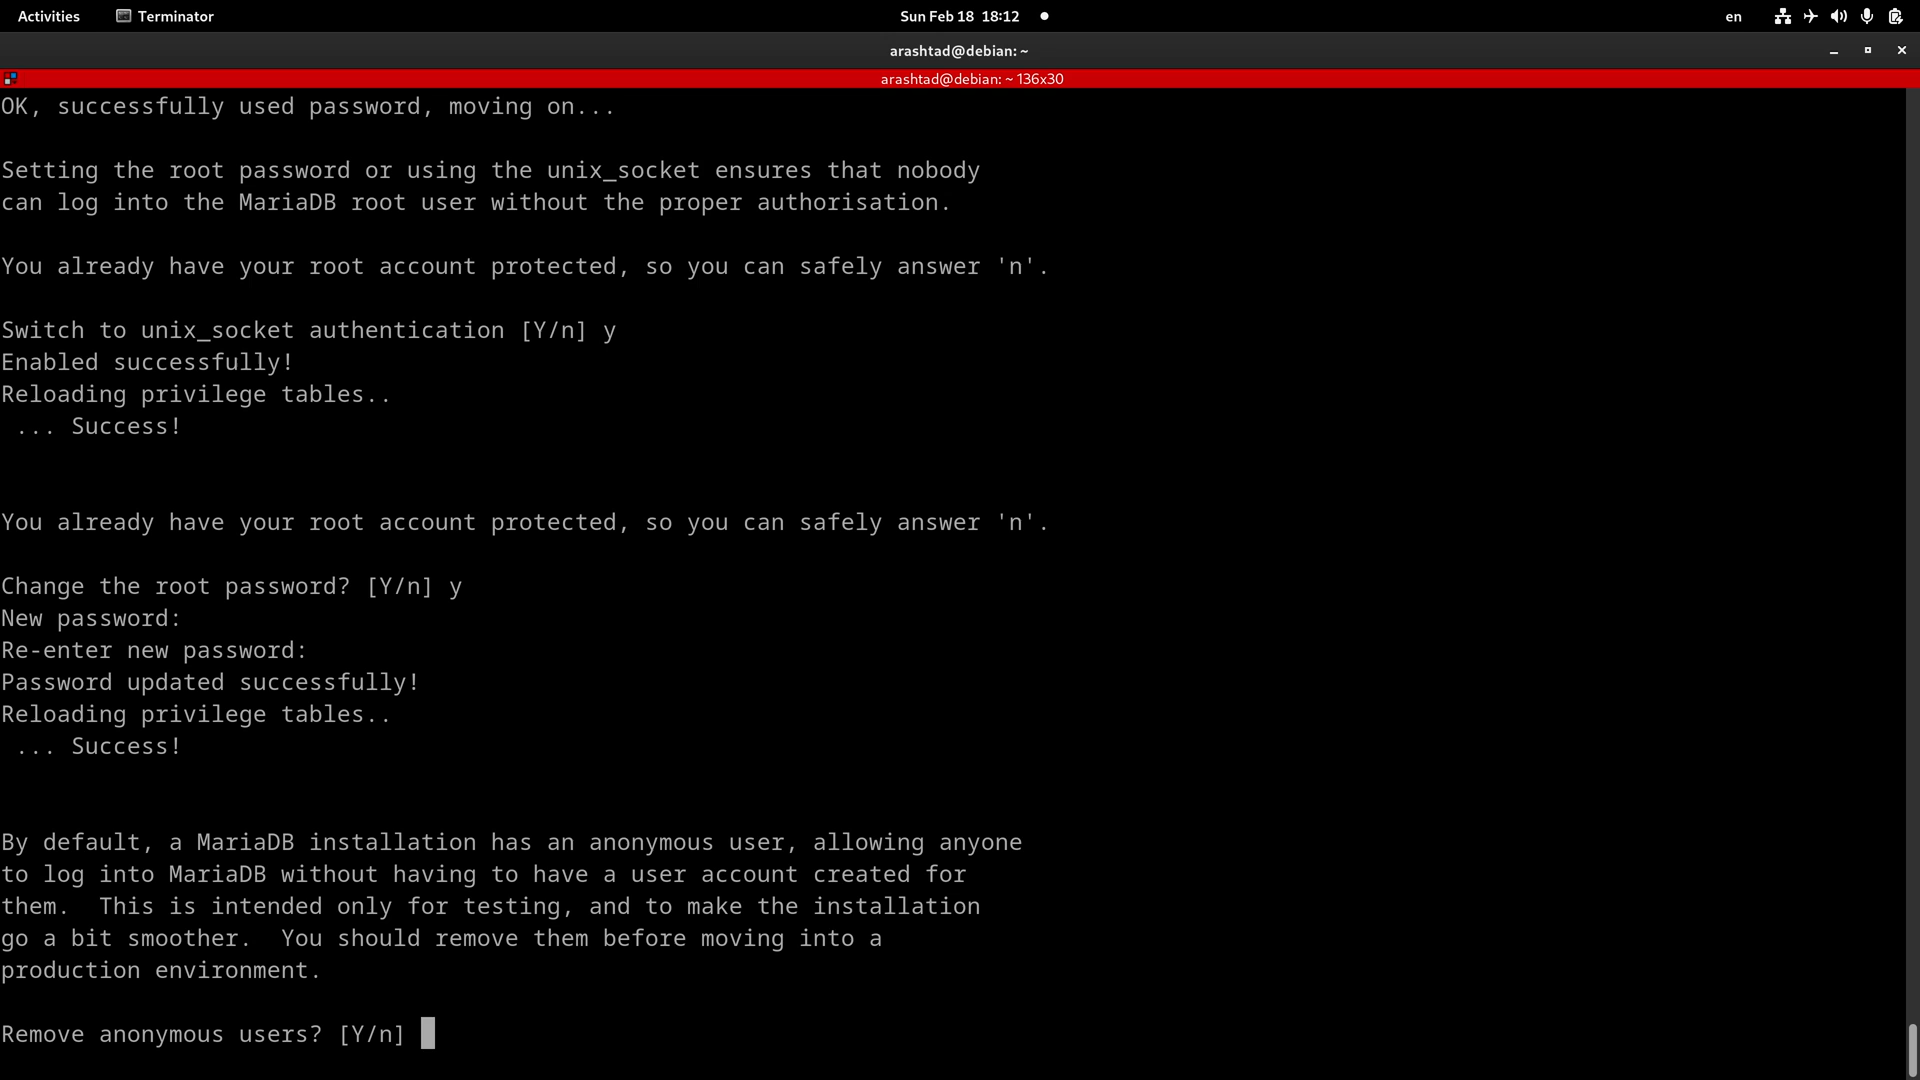 Activities
Terminator
Sun Feb 18 18:12
en
arashtad@debian: ~
arashtad@debian: ~ 136x30
OK, successfully used password, moving on...
Setting the root password or using the unix_socket ensures that nobody
can log into the MariaDB root user without the proper authorisation.
You already have your root account protected, so you can safely answer 'n'.
Switch to unix_socket authentication [Y/n] y
Enabled successfully!
Reloading privilege tables..
 ... Success!
You already have your root account protected, so you can safely answer 'n'.
Change the root password? [Y/n] y
New password:
Re-enter new password:
Password updated successfully!
Reloading privilege tables..
 ... Success!
By default, a MariaDB installation has an anonymous user, allowing anyone
to log into MariaDB without having to have a user account created for
them.  This is intended only for testing, and to make the installation
go a bit smoother.  You should remove them before moving into a
production environment.
Remove anonymous users? [Y/n]